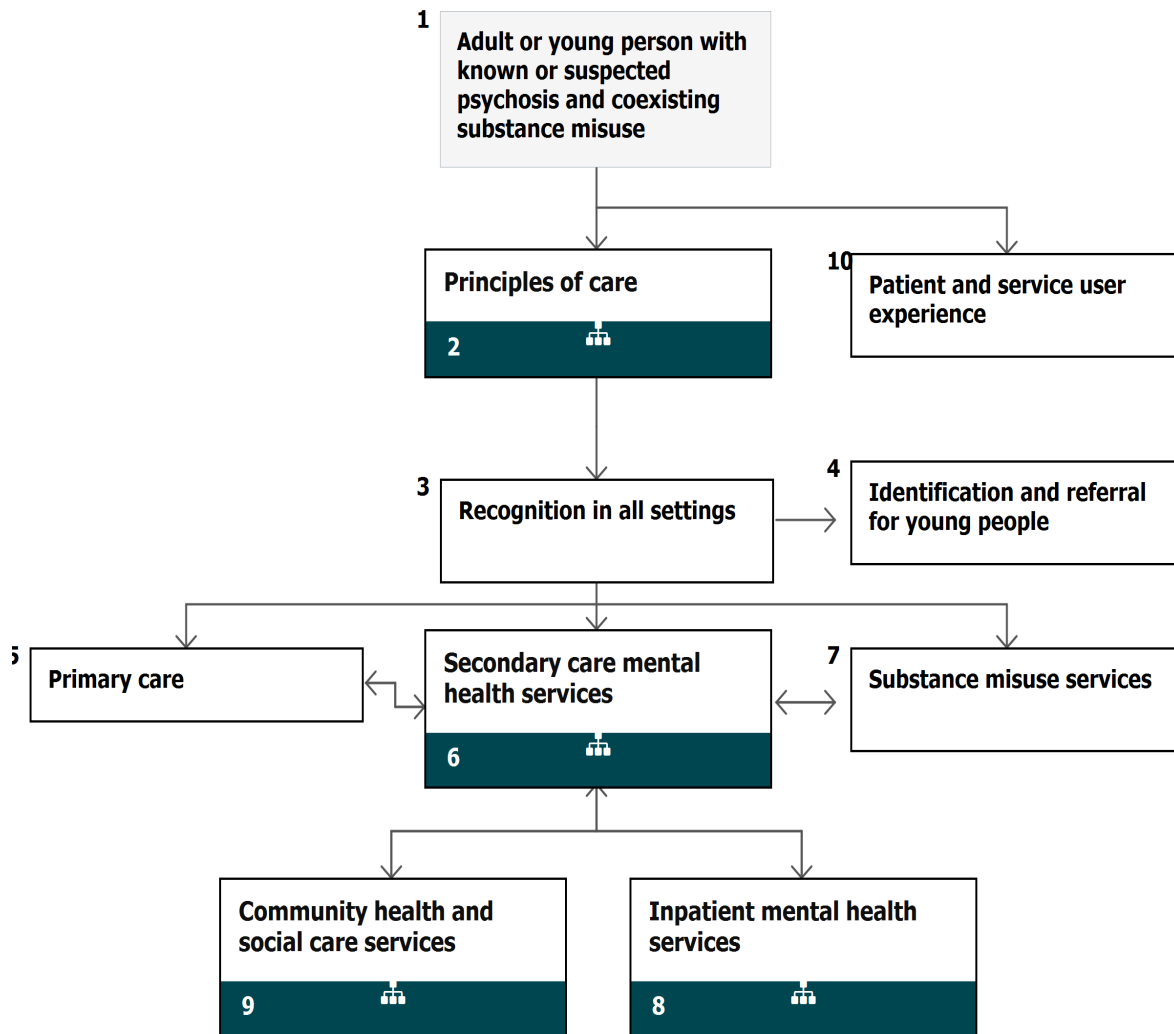 1
Adult or young person with
known or suspected
psychosis and coexisting
substance misuse
Principles of care
2
10
Patient and service user
experience
3
Recognition in all settings
4
Identification and referral
for young people
5
Primary care
Secondary care mental
health services
6
7
Substance misuse services
Community health and
social care services
9
Inpatient mental health
services
8